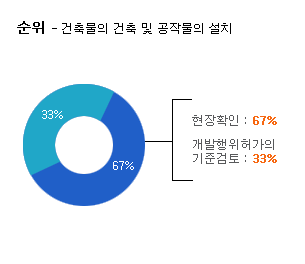 순위 - 건축물의 건축 및 공작물의 설치
33%
67%
현장확인 : 67%
개발행위허가의
기준검토 : 33%